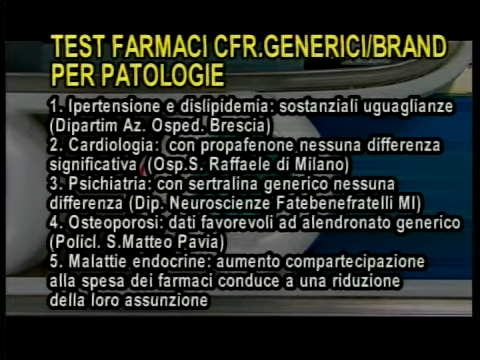 TEST FARMACI CFR.GENERICI/BRAND
PER PATOLOGIE
1. Ipertensione e dislipidemia: sostanziali uguaglianze
(Dipartim Az. Osped. Brescia)
2. Cardiologia: con propafenone nessuna differenza
significativa (Osp.S. Raffaele di Milano)
3. Psichiatria: con sertralina generico nessuna
differenza (Dip. Neuroscienze Fatebenefratelli MI)
4. Osteoporosi: dati favorevoli ad alendronato generico
(Policl. S.Matteo Pavia)
5. Malattie endocrine: aumento compartecipazione
alla spesa dei farmaci conduce a una riduzione
della loro assunzione